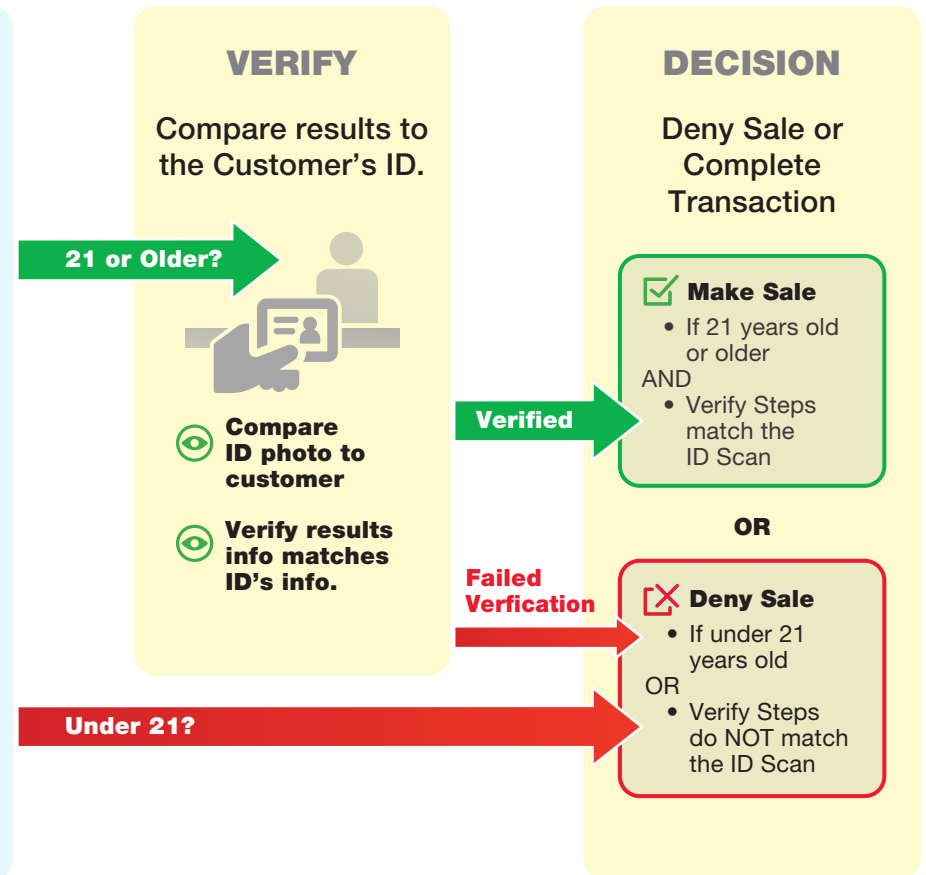 VERIFY
Compare results to
the Customer's ID.
21 or Older?
Compare
ID photo to
customer
Verify results
info matches
ID's info.
Verified
Failed
Verfication
Under 21?
DECISION
Deny Sale or
Complete
Transaction
Make Sale
• If 21 years old
or older
AND
• Verify Steps
match the
ID Scan
OR
Deny Sale
• If under 21
years old
OR
• Verify Steps
do NOT match
the ID Scan